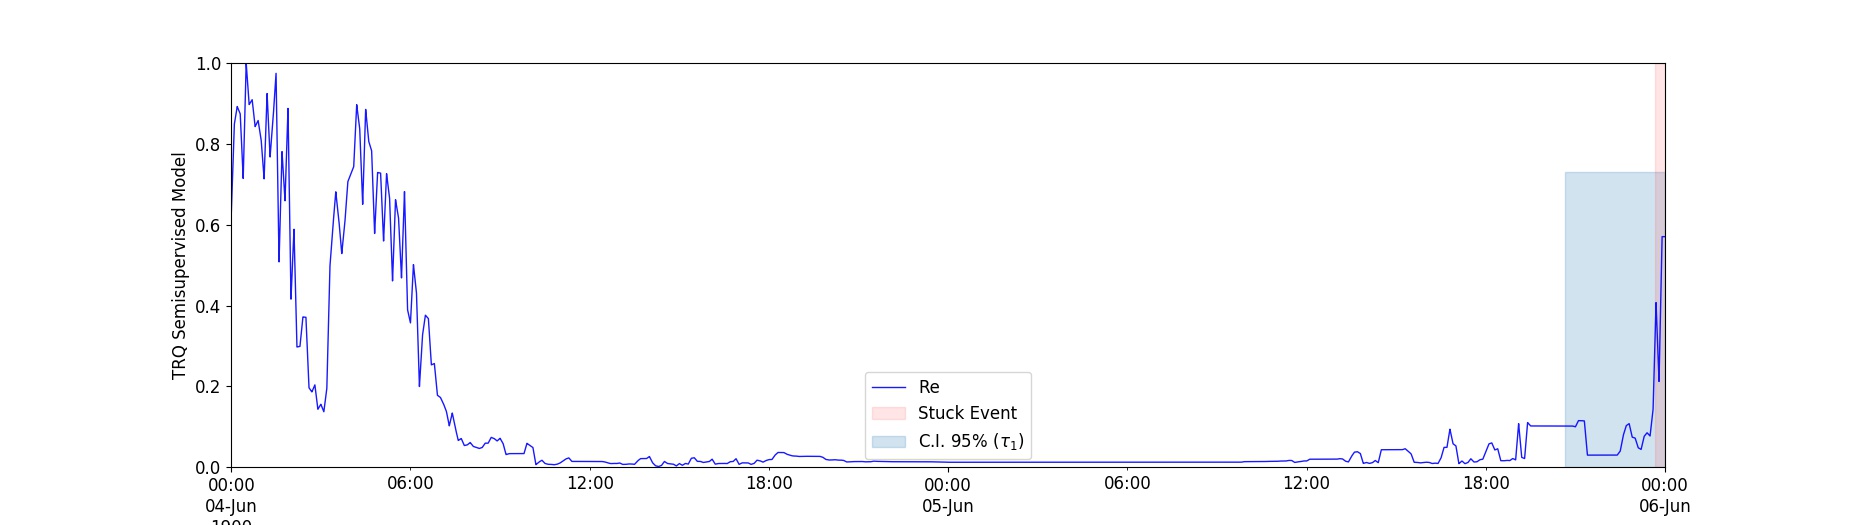 TRQ Semisupervised Model
1.0
0.8
0.6
0.4
0.2
0.0
Re
Stuck Event
C.I. 95% (τ1)
00:00 06:00 12:00 18:00 00:00 06:00 12:00 18:00 00:00
04-Jun 05-Jun 06-Jun
1900